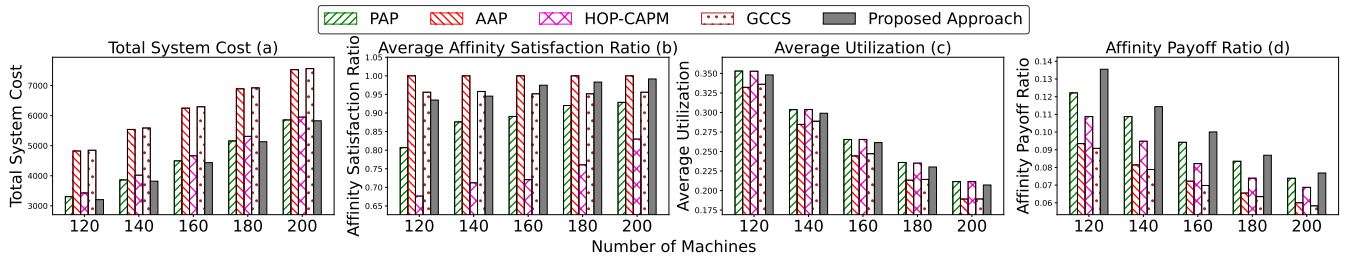 PAP AAP HOP-CAPM GCCS Proposed Approach
Total System Cost (a)
Total System Cost
7000
6000
5000
4000
3000
120 140 160 180 200
Average Affinity Satisfaction Ratio (b)
Affinity Satisfaction Ratio
1.05
1.00
0.95
0.90
0.85
0.80
0.75
0.70
0.65
120 140 160 180 200
Average Utilization (c)
Average Utilization
0.350
0.325
0.300
0.275
0.250
0.225
0.200
0.175
120 140 160 180 200
Affinity Payoff Ratio (d)
Affinity Payoff Ratio
0.14
0.13
0.12
0.11
0.10
0.09
0.08
0.07
0.06
120 140 160 180 200
Number of Machines